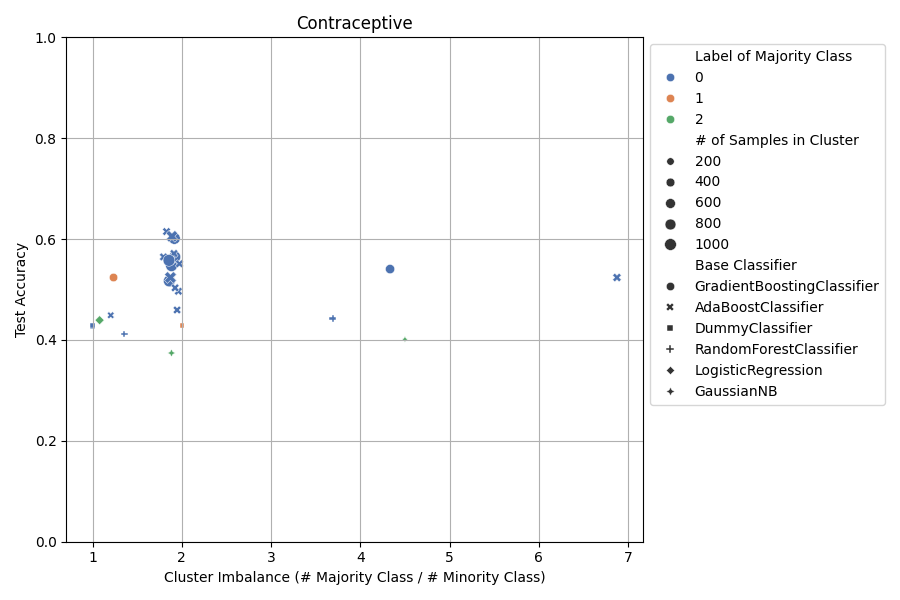 Contraceptive
1.0
0.8
0.6
0.4
0.2
0.0
Test Accuracy
1
2
3
4
5
6
7
Cluster Imbalance (# Majority Class / # Minority Class)
Label of Majority Class
0
1
2
# of Samples in Cluster
200
400
600
800
1000
Base Classifier
GradientBoostingClassifier
AdaBoostClassifier
DummyClassifier
RandomForestClassifier
LogisticRegression
GaussianNB